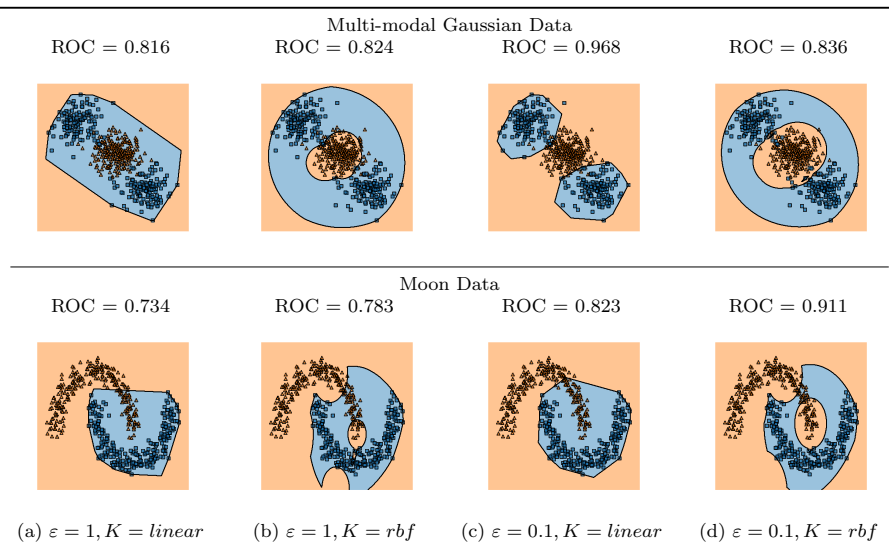 Multi-modal Gaussian Data
ROC = 0.816 ROC = 0.824 ROC = 0.968 ROC = 0.836
Moon Data
ROC = 0.734 ROC = 0.783 ROC = 0.823 ROC = 0.911
(a) ε = 1, K = linear (b) ε = 1, K = rbf (c) ε = 0.1, K = linear (d) ε = 0.1, K = rbf